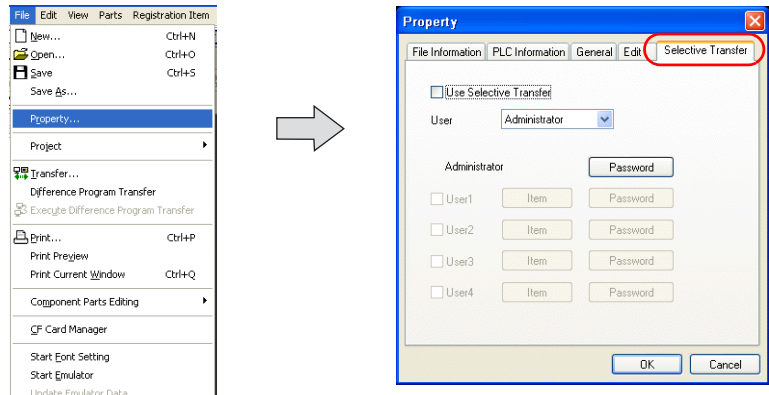 File Edit View Parts Registration Item
New... Ctrl+N
Open... Ctrl+O
Save Ctrl+S
Save As...
Property...
Project
Transfer...
Difference Program Transfer
Execute Difference Program Transfer
Print... Ctrl+P
Print Preview
Print Current Window Ctrl+Q
Component Parts Editing
CF Card Manager
Start Font Setting
Start Emulator
Update Emulator Data
Property
File Information PLC Information General Edit Selective Transfer
Use Selective Transfer
User Administrator
Administrator Password
User1 Item Password
User2 Item Password
User3 Item Password
User4 Item Password
OK Cancel